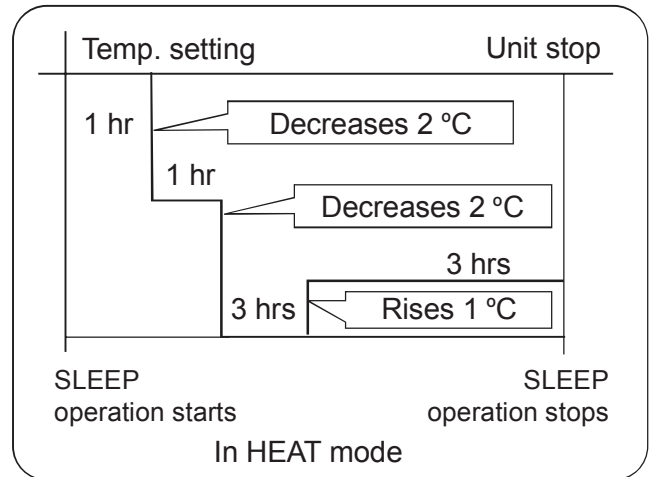 Temp. setting Unit stop
1 hr Decreases 2 ºC
1 hr
Decreases 2 ºC
3 hrs
3 hrs Rises 1 ºC
SLEEP SLEEP
operation starts operation stops
In HEAT mode